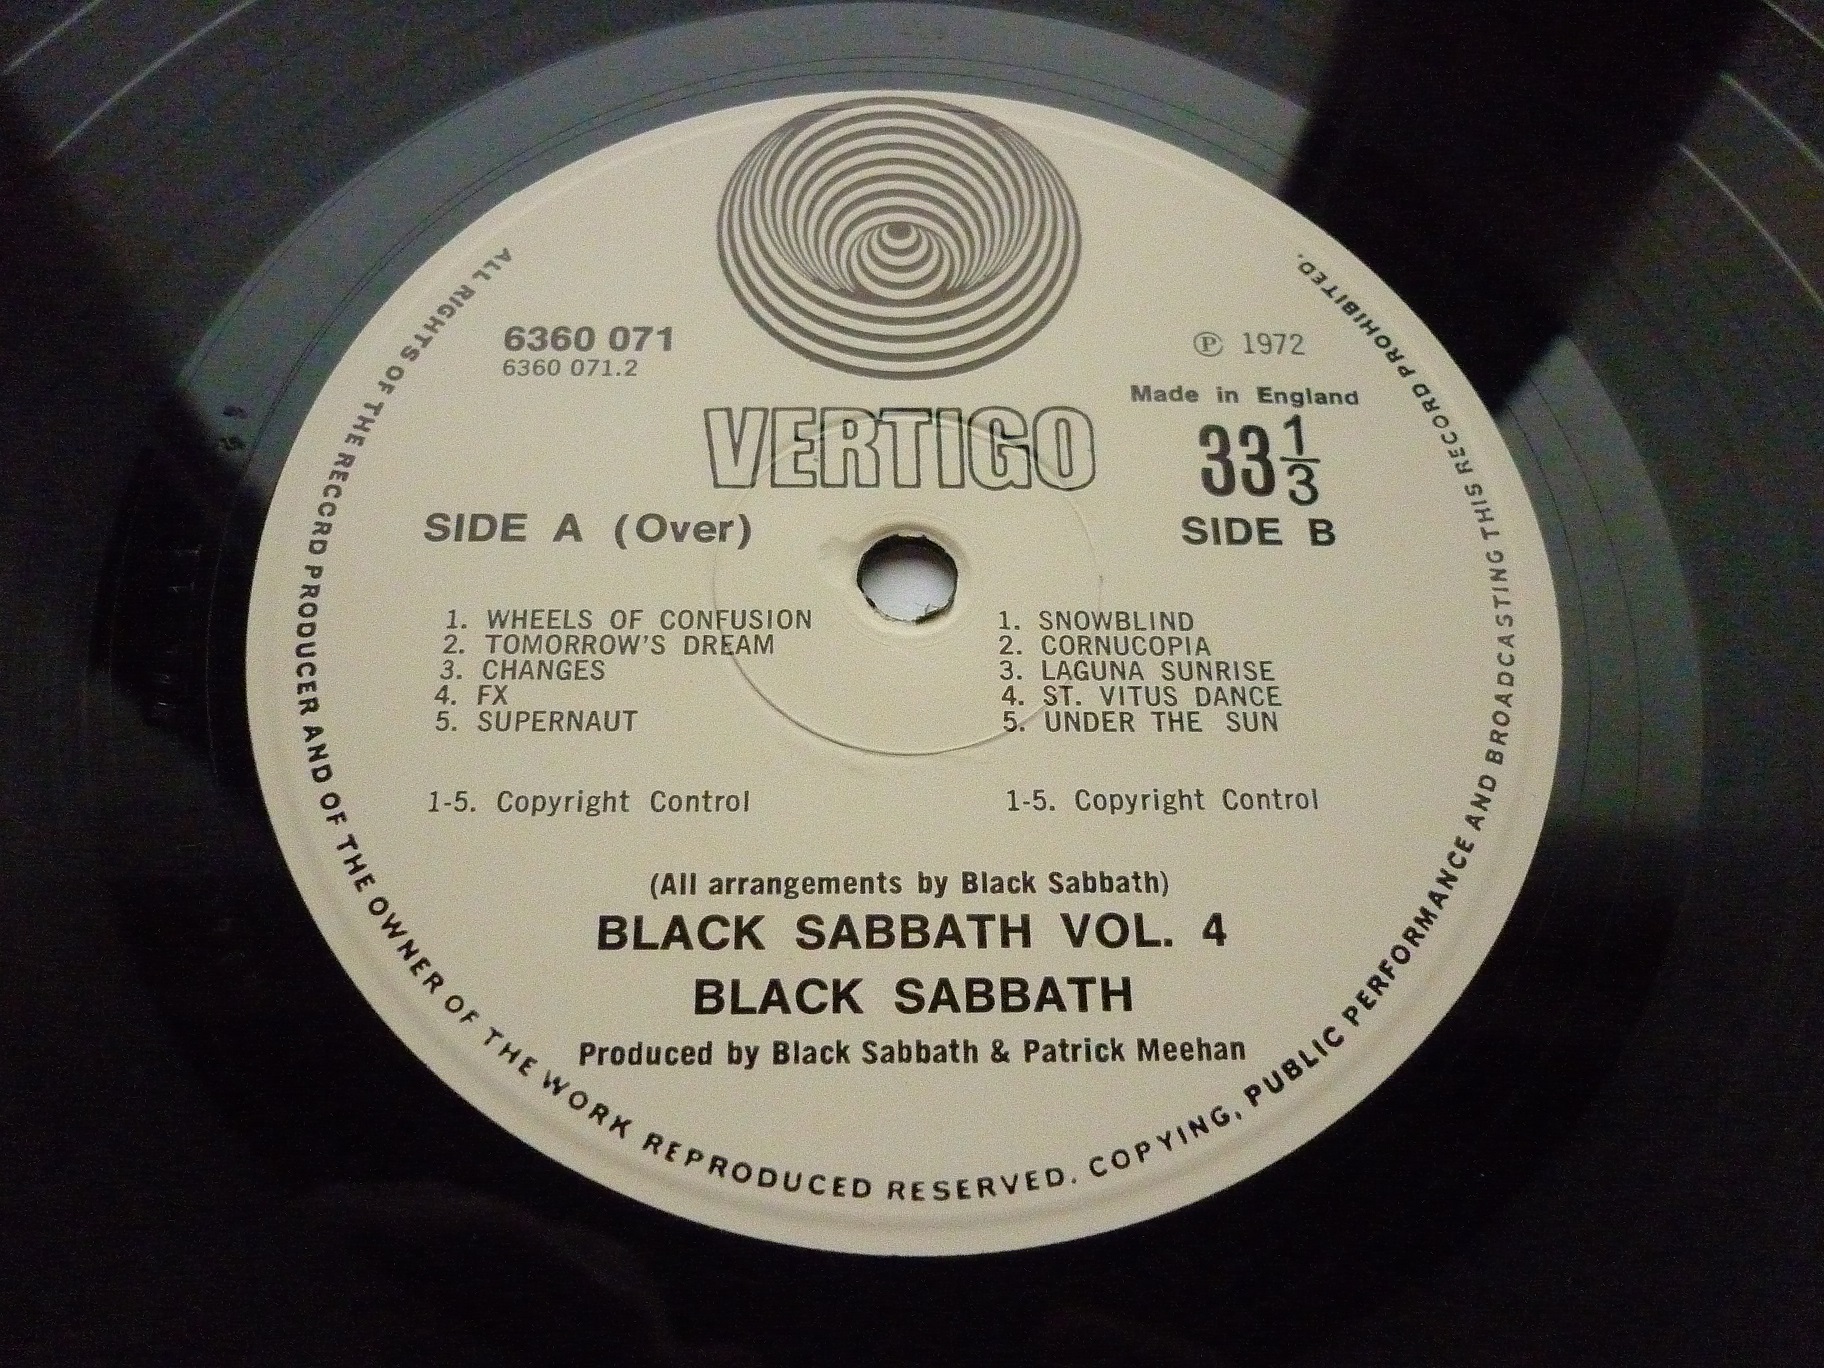 6360 071
6360 071.2
℗ 1972
Made in England
VERTIGO
33 1/3
SIDE A (Over)
SIDE B
1. WHEELS OF CONFUSION
2. TOMORROW'S DREAM
3. CHANGES
4. FX
5. SUPERNAUT
1-5. Copyright Control
1. SNOWBLIND
2. CORNUCOPIA
3. LAGUNA SUNRISE
4. ST. VITUS DANCE
5. UNDER THE SUN
1-5. Copyright Control
(All arrangements by Black Sabbath)
BLACK SABBATH VOL. 4
BLACK SABBATH
Produced by Black Sabbath & Patrick Meehan
ALL RIGHTS OF THE RECORD PRODUCER AND OF THE OWNER OF THE WORK REPRODUCED RESERVED. COPYING, PUBLIC PERFORMANCE AND BROADCASTING THIS RECORD PROHIBITED.